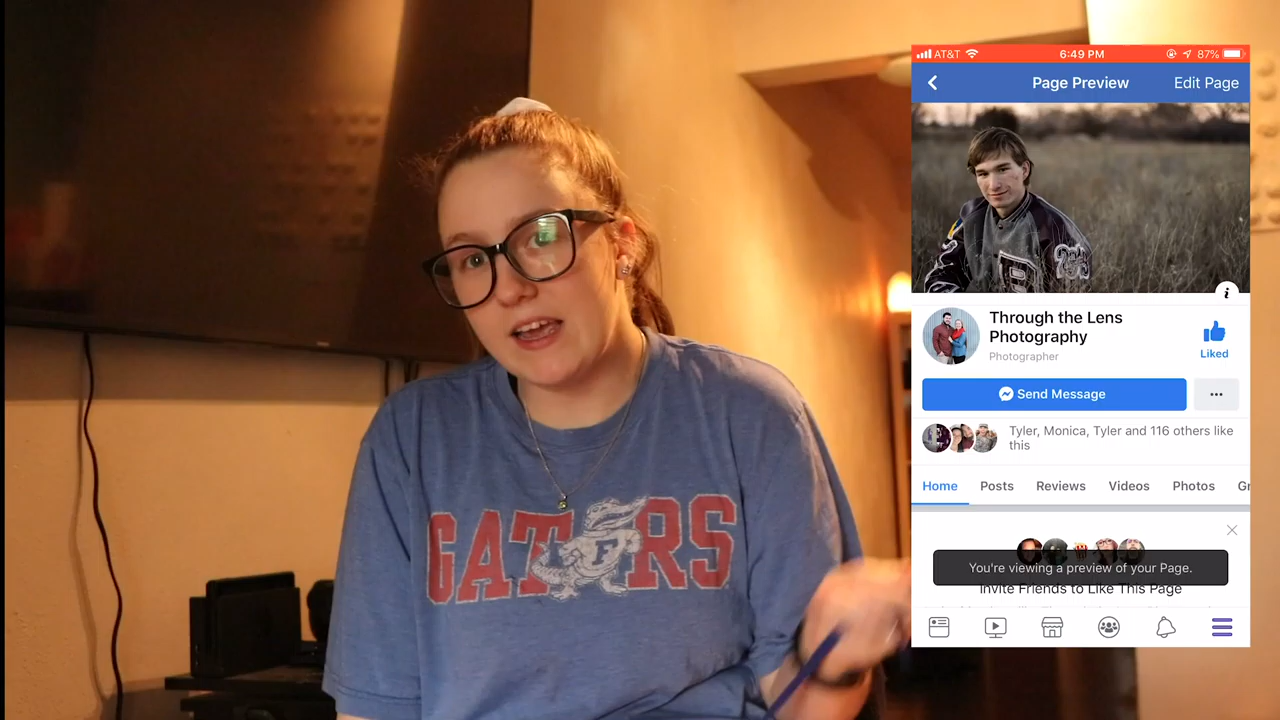 GATORS
AT&T 6:49 PM 87%
Page Preview Edit Page
Through the Lens
Photography
Photographer
Liked
Send Message
Tyler, Monica, Tyler and 116 others like
this
Home Posts Reviews Videos Photos Gr
You're viewing a preview of your Page.
Invite Friends to Like This Page